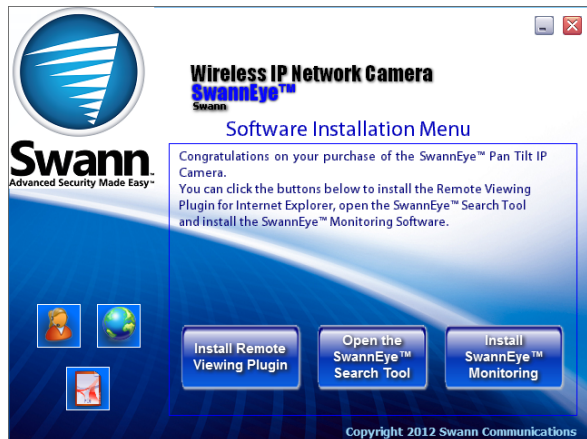 Wireless IP Network Camera
SwannEye™
Swann
Software Installation Menu
Swann™
Advanced Security Made Easy™
Congratulations on your purchase of the SwannEye™ Pan Tilt IP
Camera.
You can click the buttons below to install the Remote Viewing
Plugin for Internet Explorer, open the SwannEye™ Search Tool
and install the SwannEye™ Monitoring Software.
Install Remote
Viewing Plugin
Open the
SwannEye™
Search Tool
Install
SwannEye™
Monitoring
Copyright 2012 Swann Communications